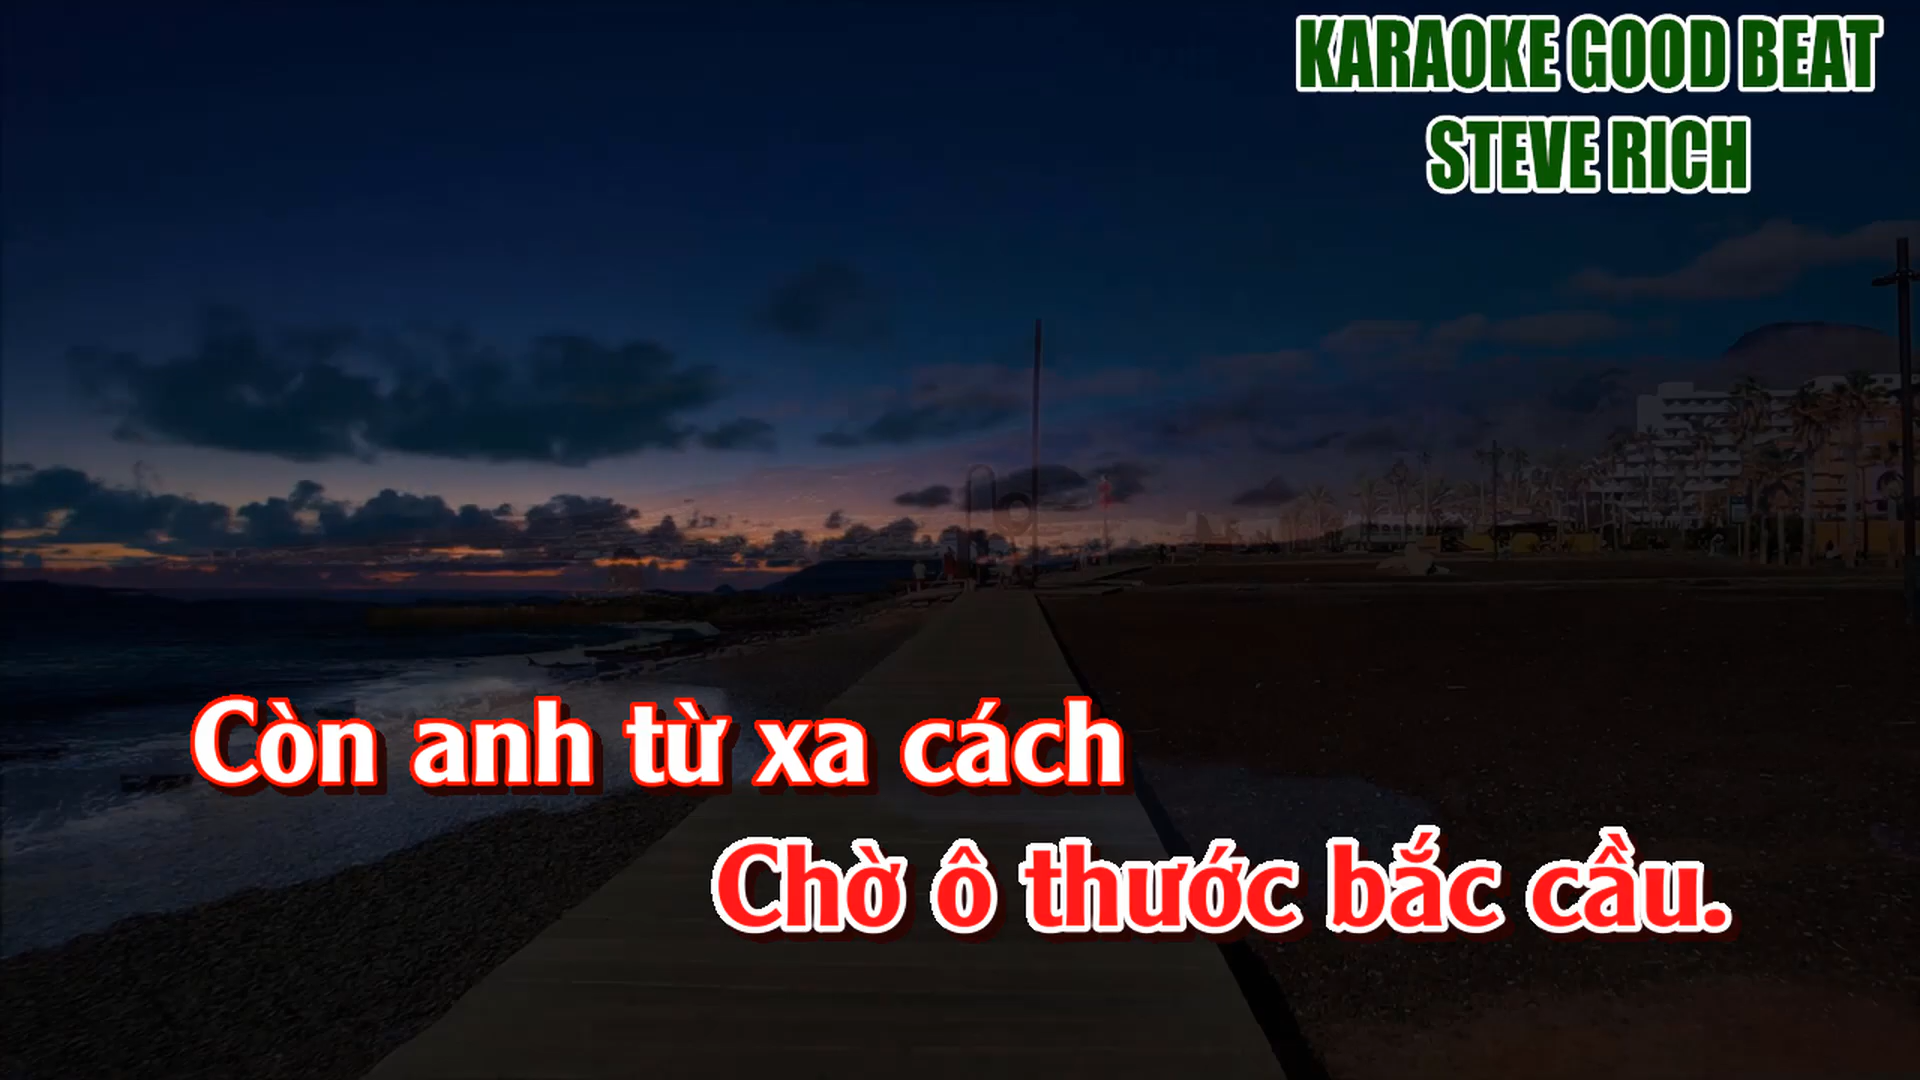 KARAOKE GOOD BEAT
STEVE RICH
Còn anh từ xa cách
Chờ ô thước bắc cầu.